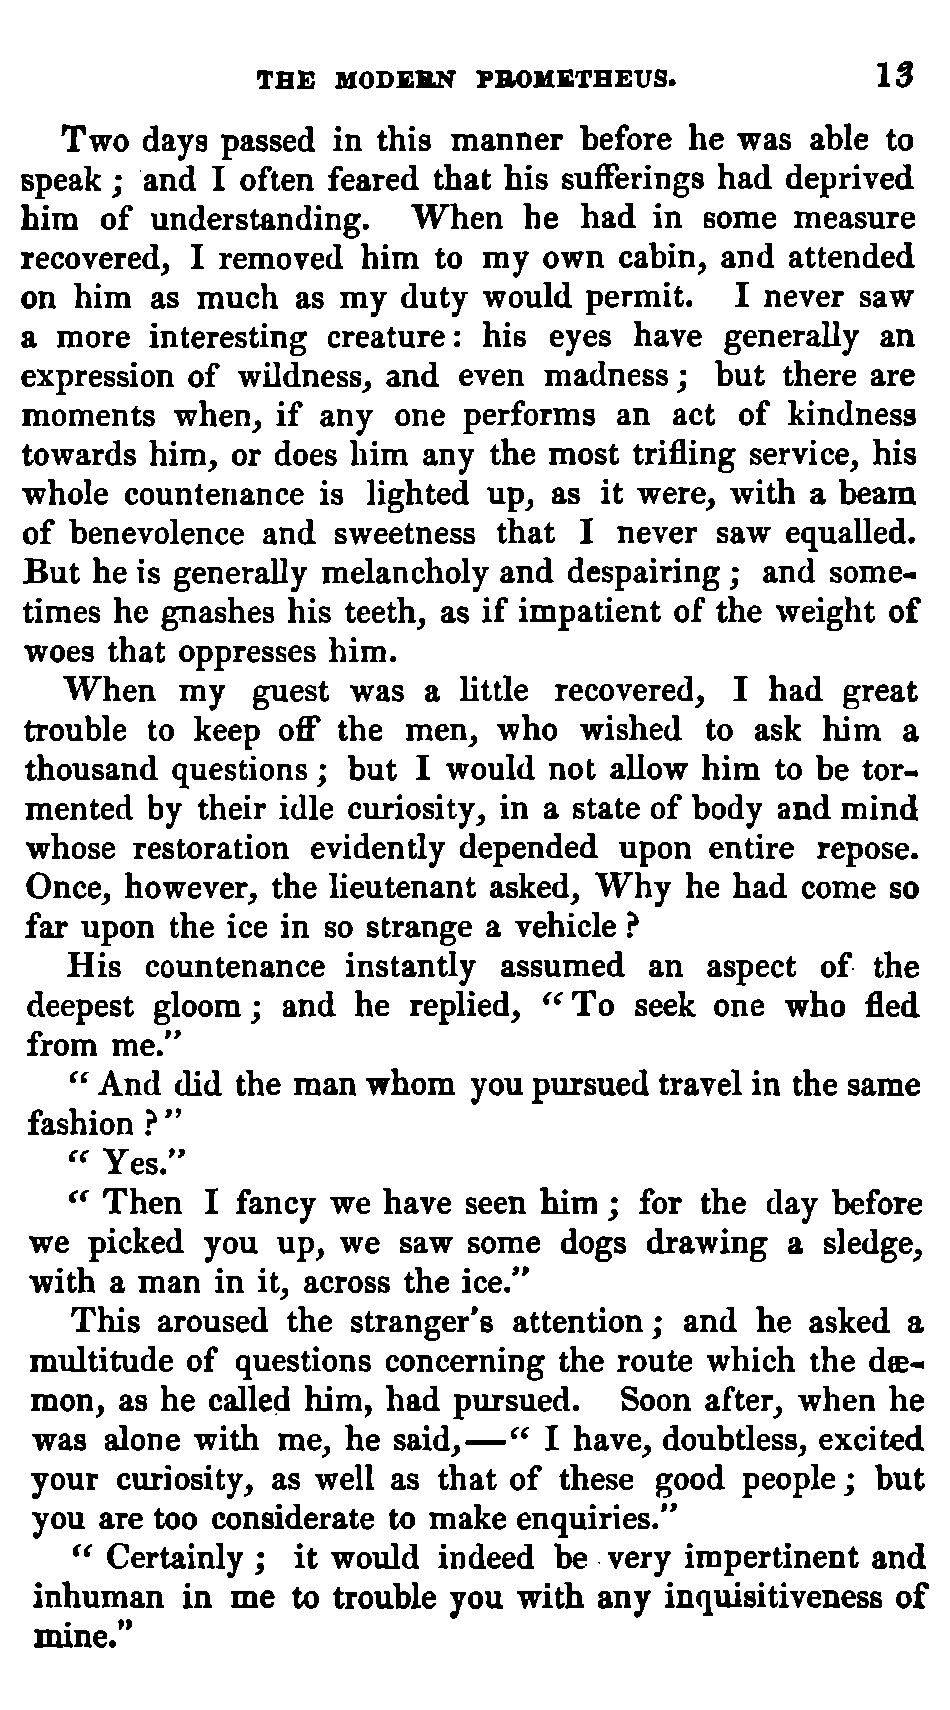 THE MODERN PROMETHEUS. 13
Two days passed in this manner before he was able to
speak ; and I often feared that his sufferings had deprived
him of understanding. When he had in some measure
recovered, I removed him to my own cabin, and attended
on him as much as my duty would permit. I never saw
a more interesting creature : his eyes have generally an
expression of wildness, and even madness ; but there are
moments when, if any one performs an act of kindness
towards him, or does him any the most trifling service, his
whole countenance is lighted up, as it were, with a beam
of benevolence and sweetness that I never saw equalled.
But he is generally melancholy and despairing ; and some-
times he gnashes his teeth, as if impatient of the weight of
woes that oppresses him.
When my guest was a little recovered, I had great
trouble to keep off the men, who wished to ask him a
thousand questions ; but I would not allow him to be tor-
mented by their idle curiosity, in a state of body and mind
whose restoration evidently depended upon entire repose.
Once, however, the lieutenant asked, Why he had come so
far upon the ice in so strange a vehicle ?
His countenance instantly assumed an aspect of the
deepest gloom ; and he replied, “ To seek one who fled
from me.”
“ And did the man whom you pursued travel in the same
fashion ? ”
“ Yes.”
“ Then I fancy we have seen him ; for the day before
we picked you up, we saw some dogs drawing a sledge,
with a man in it, across the ice.”
This aroused the stranger's attention ; and he asked a
multitude of questions concerning the route which the dæ-
mon, as he called him, had pursued. Soon after, when he
was alone with me, he said,—“ I have, doubtless, excited
your curiosity, as well as that of these good people ; but
you are too considerate to make enquiries.”
“ Certainly ; it would indeed be very impertinent and
inhuman in me to trouble you with any inquisitiveness of
mine.”